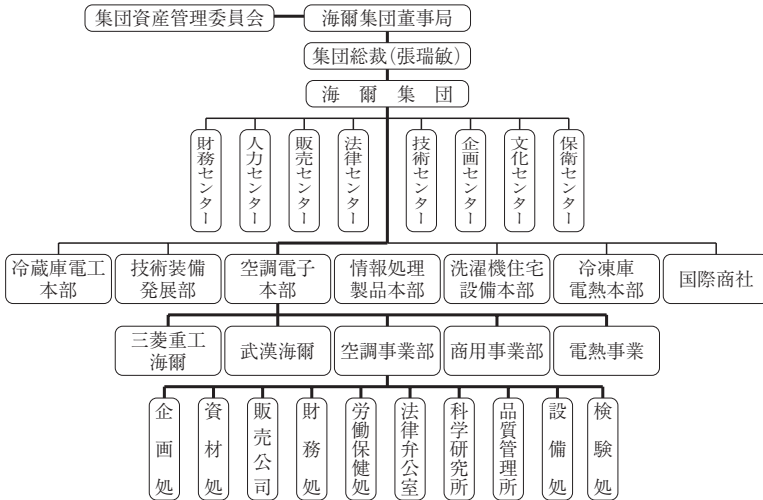 集団資産管理委員会
海爾集団董事局
集団総裁(張瑞敏)
海爾集団
財務センター
人力センター
販売センター
法律センター
技術センター
企画センター
文化センター
保衛センター
冷蔵庫電工
本部
技術装備
発展部
空調電子
本部
情報処理
製品本部
洗濯機住宅
設備本部
冷凍庫
電熱本部
国際商社
三菱重工
海爾
武漢海爾
空調事業部
商用事業部
電熱事業
企画処
資材処
販売公司
財務処
労働保健処
法律弁公室
科学研究所
品質管理所
設備処
検験処